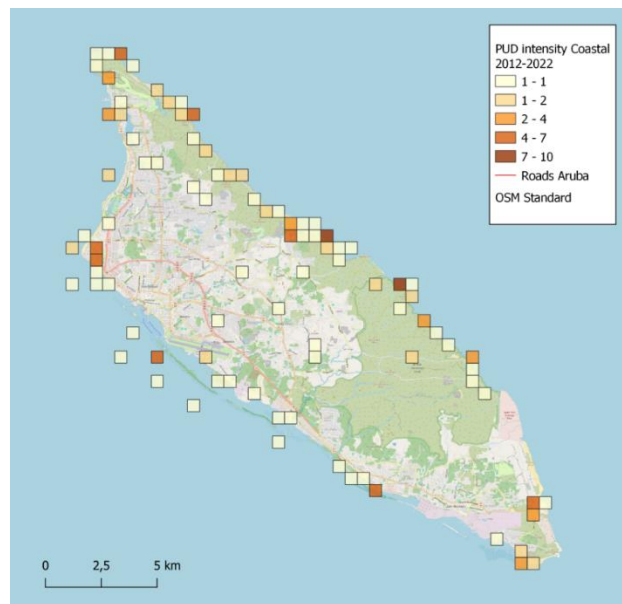 PUD intensity Coastal
2012-2022
1 - 1
1 - 2
2 - 4
4 - 7
7 - 10
Roads Aruba
OSM Standard
0 2,5 5 km